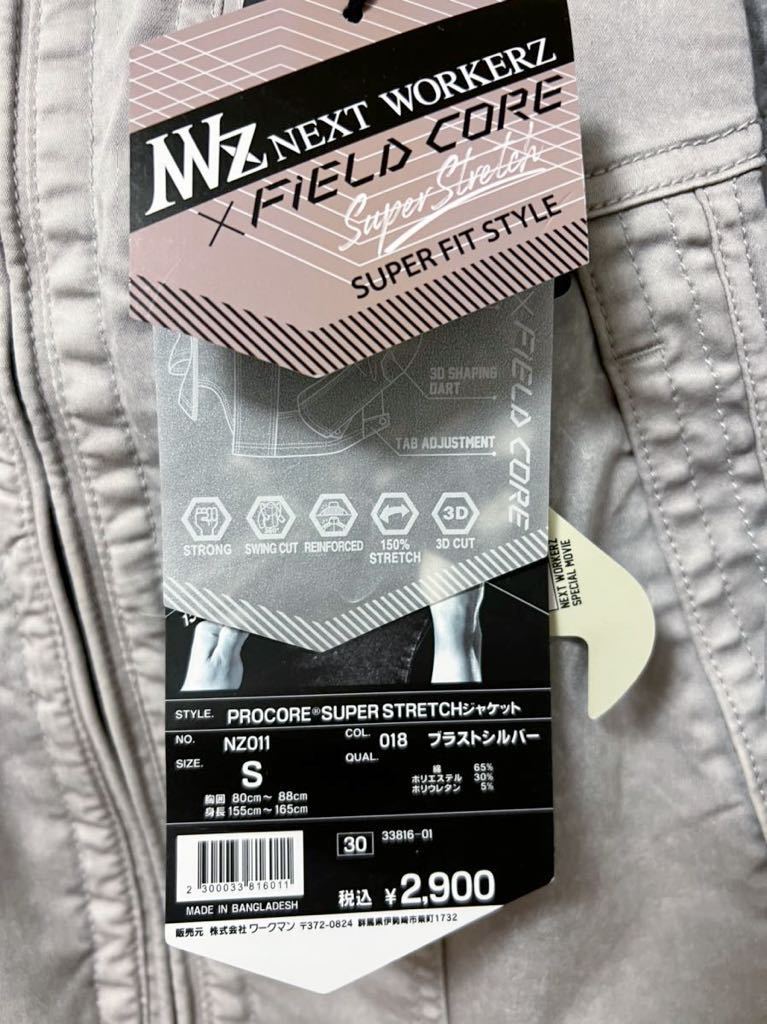 NWZ NEXT WORKERZ
× FiELD CORE
Super Stretch
SUPER FIT STYLE
× FiELD CORE
3D SHAPING
DART
TAB ADJUSTMENT
STRONG
SWING CUT
REINFORCED
150%
STRETCH
3D
3D CUT
NEXT WORKERZ
SPECIAL MOVIE
STYLE. PROCORE®SUPER STRETCHジャケット
NO. NZ011 COL. 018 ブラストシルバー
SIZE. S
QUAL.
綿 65%
ポリエステル 30%
ポリウレタン 5%
胸囲 80cm～ 88cm
身長 155cm～165cm
30 33816-01
2 300033 816011
税込 ¥2,900
MADE IN BANGLADESH
販売元 株式会社 ワークマン 〒372-0824 群馬県伊勢崎市柴町1732